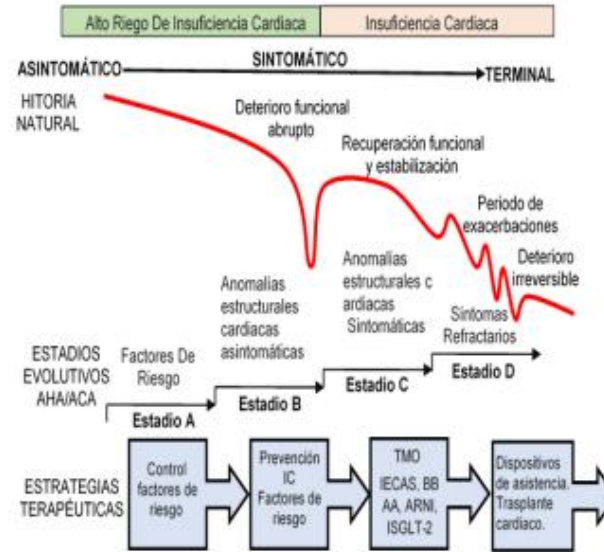 Alto Riego De Insuficiencia Cardiaca
Insuficiencia Cardiaca
ASINTOMÁTICO
SINTOMÁTICO
TERMINAL
HITORIA
NATURAL
Deterioro funcional
abrupto
Recuperación funcional
y estabilización
Periodo de
exacerbaciones
Deterioro
irreversible
Anomalías
estructurales
cardiacas
asintomáticas
Anomalías
estructurales c
ardiacas
Sintomáticas
Síntomas
Refractarios
ESTADIOS
EVOLUTIVOS
AHA/ACA
Factores De
Riesgo
Estadio A
Estadio B
Estadio C
Estadio D
ESTRATEGIAS
TERAPÉUTICAS
Control
factores de
riesgo
Prevención
IC
Factores de
riesgo
TMO
IECAS, BB
AA, ARNI,
ISGLT-2
Dispositivos
de asistencia.
Trasplante
cardíaco.